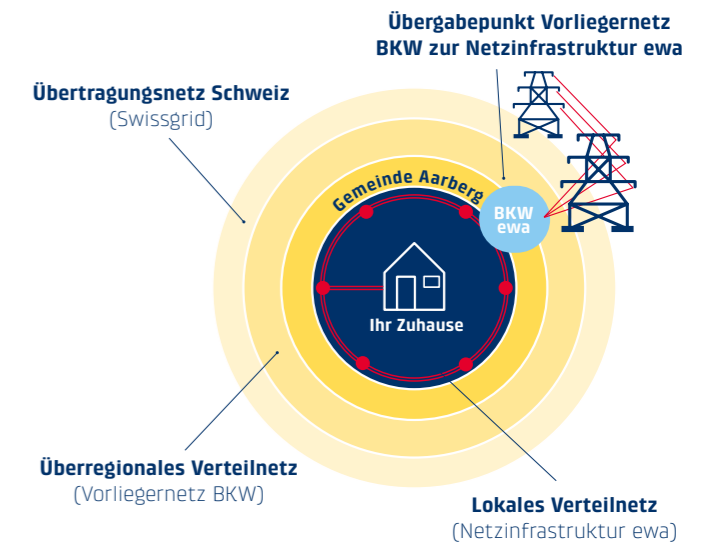 Übergabepunkt Vorliegernetz
BKW zur Netzinfrastruktur ewa
Übertragungsnetz Schweiz
(Swissgrid)
Gemeinde Aarberg
BKW
ewa
Ihr Zuhause
Überregionales Verteilnetz
(Vorliegernetz BKW)
Lokales Verteilnetz
(Netzinfrastruktur ewa)